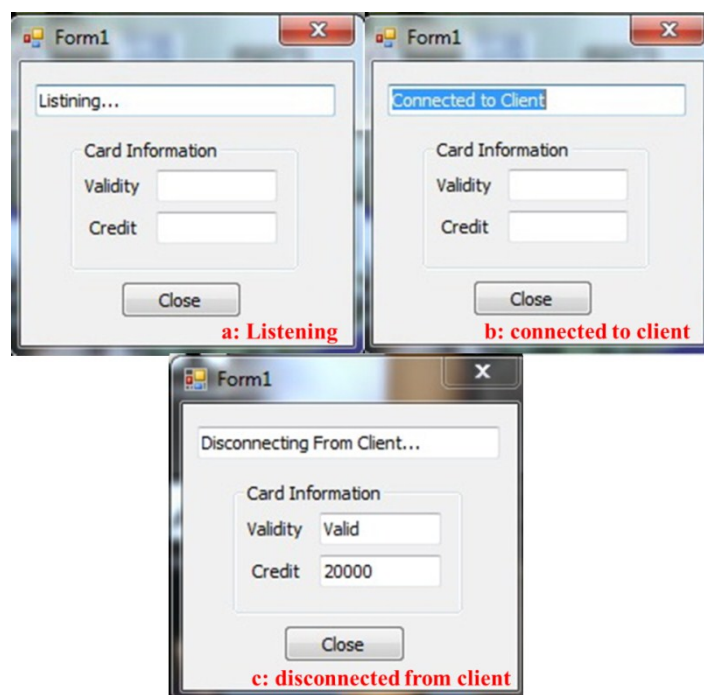 Form1
Listining...
Card Information
Validity
Credit
Close
a: Listening
Form1
Connected to Client
Card Information
Validity
Credit
Close
b: connected to client
Form1
Disconnecting From Client...
Card Information
Validity Valid
Credit 20000
Close
c: disconnected from client